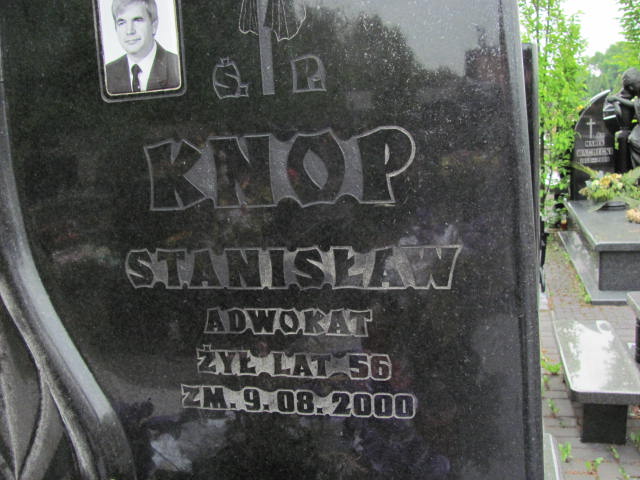 Ś. P.
KNOP
STANISŁAW
ADWOKAT
ŻYŁ LAT 56
ZM. 9.08.2000